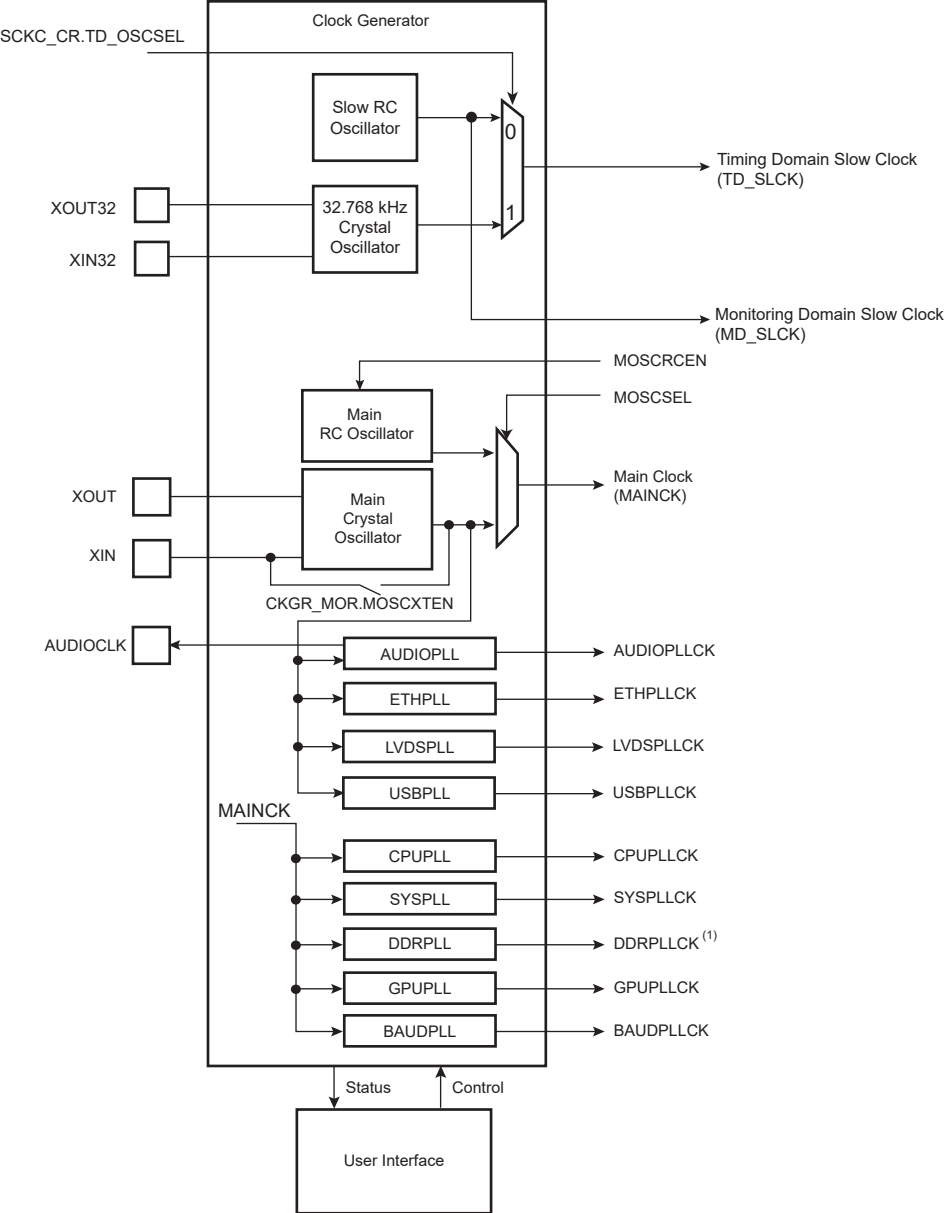 Clock Generator
SCKC_CR.TD_OSCSEL
Slow RC
Oscillator
0
Timing Domain Slow Clock
(TD_SLCK)
XOUT32
32.768 kHz
Crystal
Oscillator
1
XIN32
Monitoring Domain Slow Clock
(MD_SLCK)
MOSCRCEN
MOSCSEL
Main
RC Oscillator
Main Clock
(MAINCK)
XOUT
Main
Crystal
Oscillator
XIN
CKGR_MOR.MOSCXTEN
AUDIOCLK
AUDIOPLL
AUDIOPLLCK
ETHPLL
ETHPLLCK
LVDSPLL
LVDSPLLCK
USBPLL
USBPLLCK
MAINCK
CPUPLL
CPUPLLCK
SYSPLL
SYSPLLCK
DDRPLL
DDRPLLCK (1)
GPUPLL
GPUPLLCK
BAUDPLL
BAUDPLLCK
Status
Control
User Interface